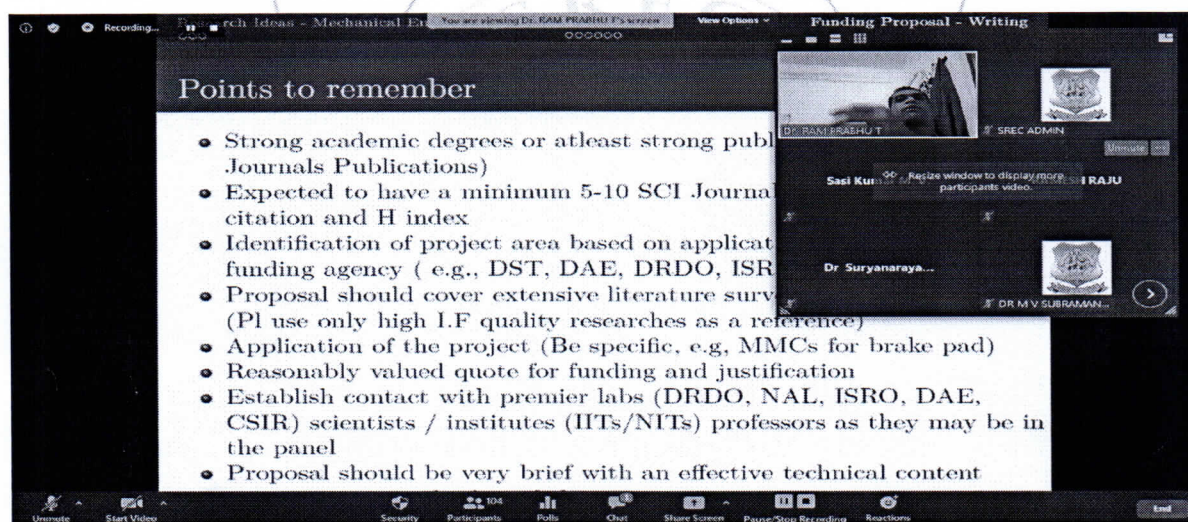 Recording...
Research Ideas - Mechanical En
You are viewing Dr. RAM PRABHU T's screen
View Options
Funding Proposal - Writing
Points to remember
Strong academic degrees or atleast strong publ
Journals Publications)
Expected to have a minimum 5-10 SCI Journal
citation and H index
Identification of project area based on applicat
funding agency ( e.g., DST, DAE, DRDO, ISR
Proposal should cover extensive literature surv
(Pl use only high I.F quality researches as a reference)
Application of the project (Be specific, e.g, MMCs for brake pad)
Reasonably valued quote for funding and justification
Establish contact with premier labs (DRDO, NAL, ISRO, DAE,
CSIR) scientists / institutes (IITs/NITs) professors as they may be in
the panel
Proposal should be very brief with an effective technical content
DR. RAM PRABHU T
SREC ADMIN
Unmute
Sasi Kumar M
Resize window to display more
participants video.
RAJU
Dr Suryanaraya...
DR M V SUBRAMAN...
Unmute
Start Video
Security
Participants
104
Polls
Chat
1
Share Screen
Pause/Stop Recording
Reactions
End